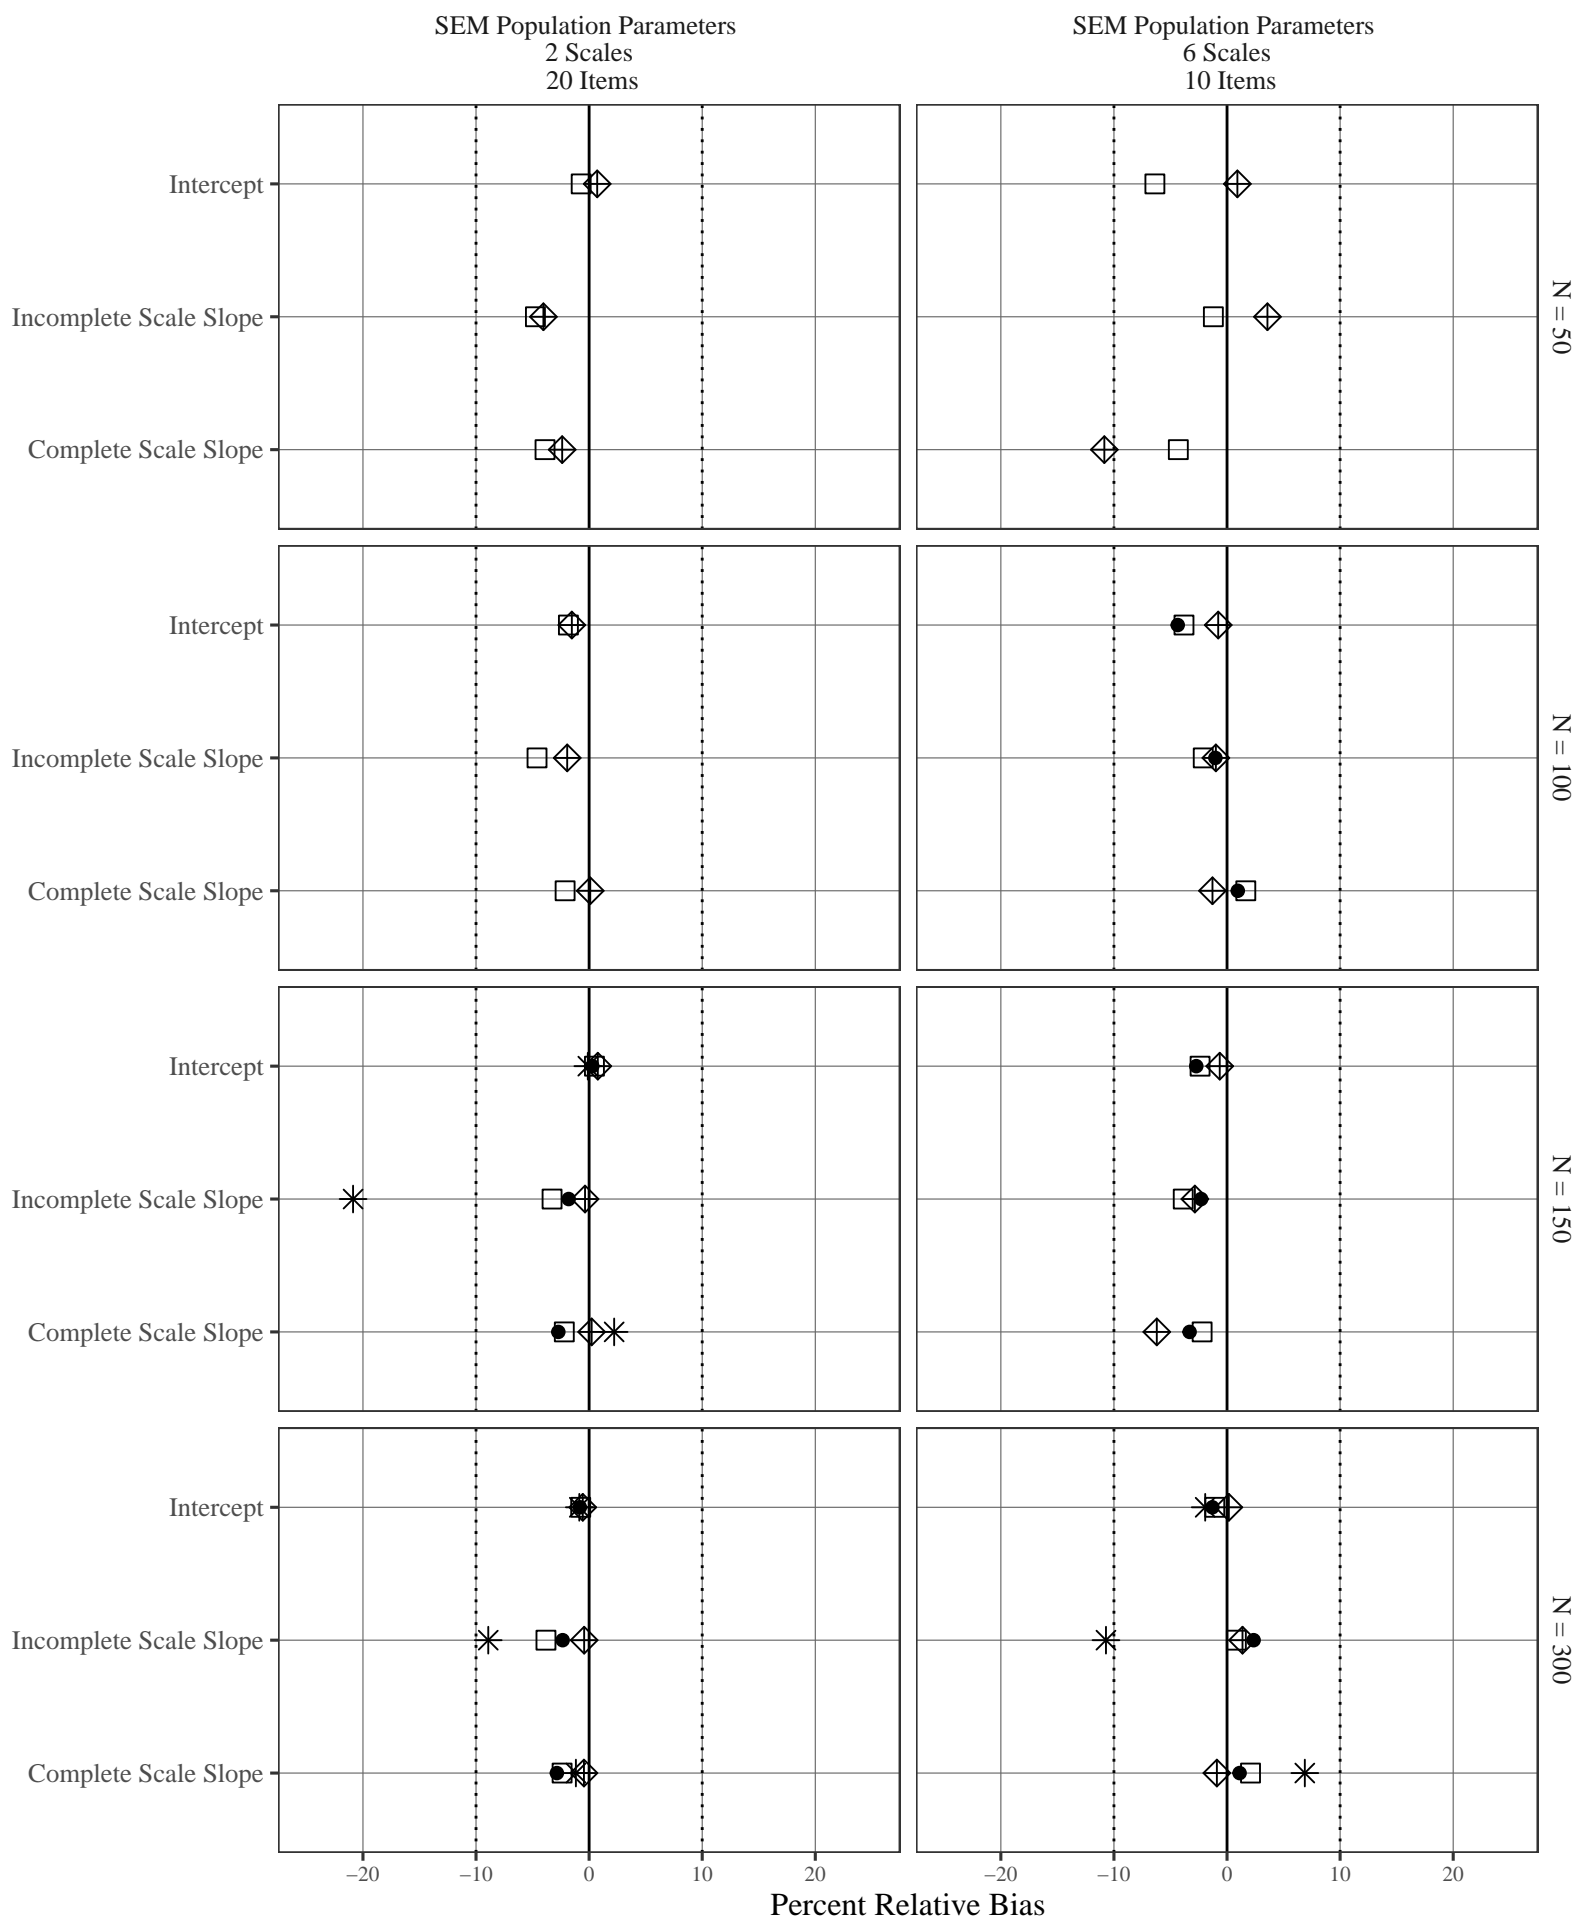 SEM Population Parameters
2 Scales
20 Items
SEM Population Parameters
6 Scales
10 Items
Intercept
Incomplete Scale Slope
Complete Scale Slope
N = 50
Intercept
Incomplete Scale Slope
Complete Scale Slope
N = 100
Intercept
Incomplete Scale Slope
Complete Scale Slope
N = 150
Intercept
Incomplete Scale Slope
Complete Scale Slope
N = 300
−20 −10 0 10 20 −20 −10 0 10 20
Percent Relative Bias